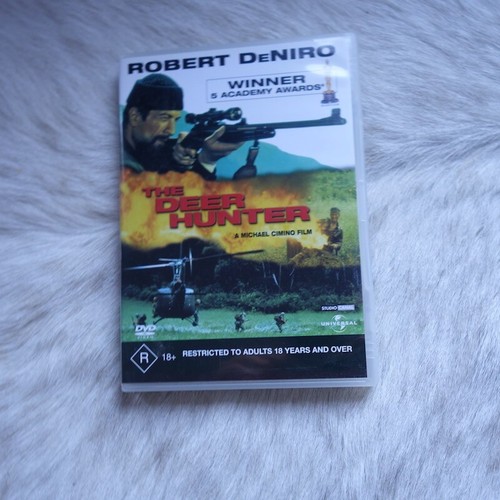 ROBERT DeNIRO
WINNER
5 ACADEMY AWARDS
THE
DEER
HUNTER
A MICHAEL CIMINO FILM
STUDIO
UNIVERSAL
DVD
R 18+ RESTRICTED TO ADULTS 18 YEARS AND OVER